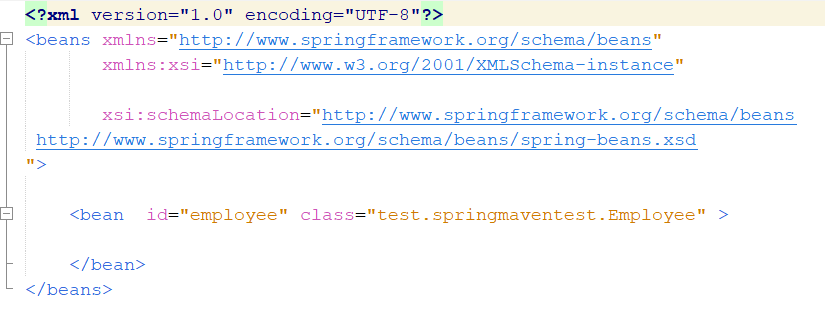 <?xml version="1.0" encoding="UTF-8"?>
<beans xmlns="http://www.springframework.org/schema/beans"
xmlns:xsi="http://www.w3.org/2001/XMLSchema-instance"
xsi:schemaLocation="http://www.springframework.org/schema/beans
http://www.springframework.org/schema/beans/spring-beans.xsd
">
<bean  id="employee" class="test.springmaventest.Employee" >
</bean>
</beans>